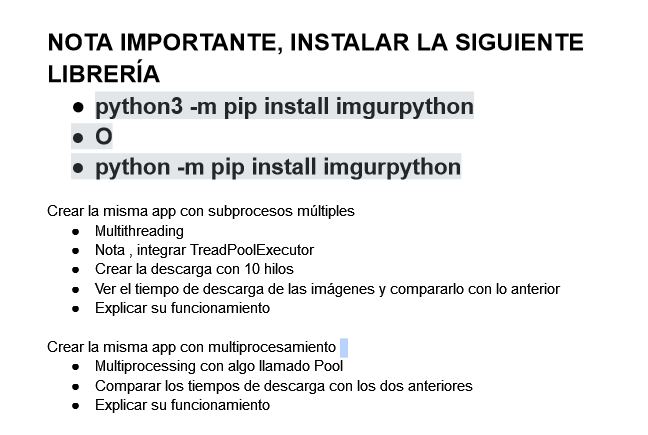 NOTA IMPORTANTE, INSTALAR LA SIGUIENTE
LIBRERÍA
● python3 -m pip install imgurpython
● O
● python -m pip install imgurpython
Crear la misma app con subprocesos múltiples
● Multithreading
● Nota , integrar TreadPoolExecutor
● Crear la descarga con 10 hilos
● Ver el tiempo de descarga de las imágenes y compararlo con lo anterior
● Explicar su funcionamiento
Crear la misma app con multiprocesamiento
● Multiprocessing con algo llamado Pool
● Comparar los tiempos de descarga con los dos anteriores
● Explicar su funcionamiento